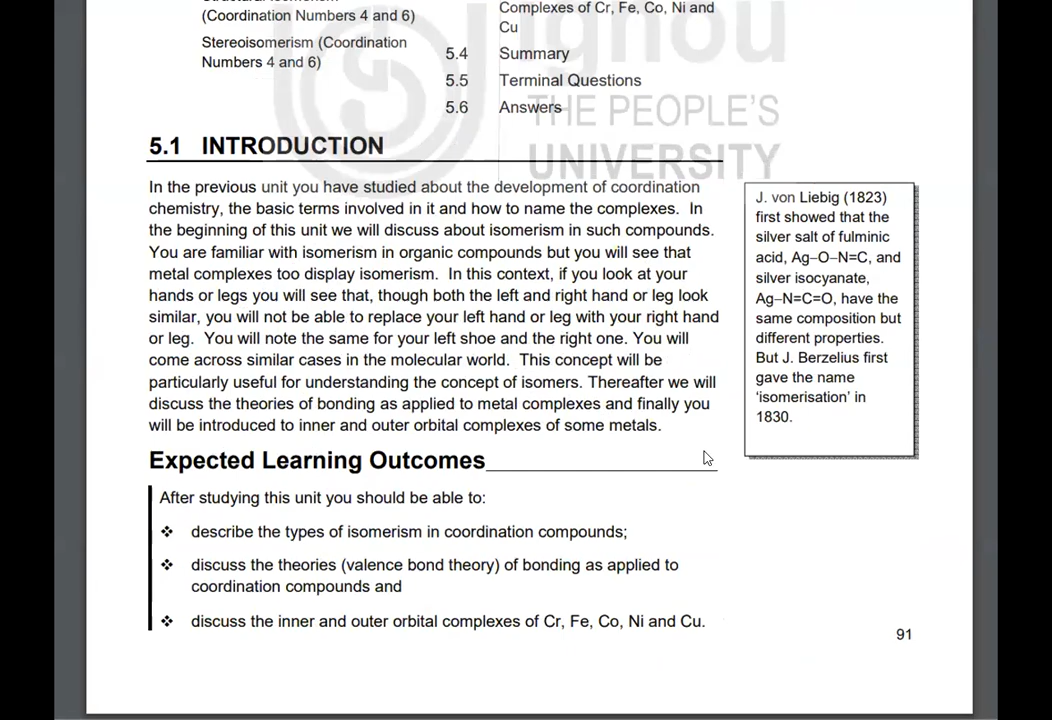 (Coordination Numbers 4 and 6)
Stereoisomerism (Coordination
Numbers 4 and 6)
Complexes of Cr, Fe, Co, Ni and
Cu
5.4 Summary
5.5 Terminal Questions
5.6 Answers
ignou
THE PEOPLE'S
UNIVERSITY
5.1 INTRODUCTION
In the previous unit you have studied about the development of coordination
chemistry, the basic terms involved in it and how to name the complexes. In
the beginning of this unit we will discuss about isomerism in such compounds.
You are familiar with isomerism in organic compounds but you will see that
metal complexes too display isomerism. In this context, if you look at your
hands or legs you will see that, though both the left and right hand or leg look
similar, you will not be able to replace your left hand or leg with your right hand
or leg. You will note the same for your left shoe and the right one. You will
come across similar cases in the molecular world. This concept will be
particularly useful for understanding the concept of isomers. Thereafter we will
discuss the theories of bonding as applied to metal complexes and finally you
will be introduced to inner and outer orbital complexes of some metals.
J. von Liebig (1823)
first showed that the
silver salt of fulminic
acid, Ag–O–N=C, and
silver isocyanate,
Ag–N=C=O, have the
same composition but
different properties.
But J. Berzelius first
gave the name
‘isomerisation’ in
1830.
Expected Learning Outcomes
After studying this unit you should be able to:
❖ describe the types of isomerism in coordination compounds;
❖ discuss the theories (valence bond theory) of bonding as applied to
coordination compounds and
❖ discuss the inner and outer orbital complexes of Cr, Fe, Co, Ni and Cu.
91